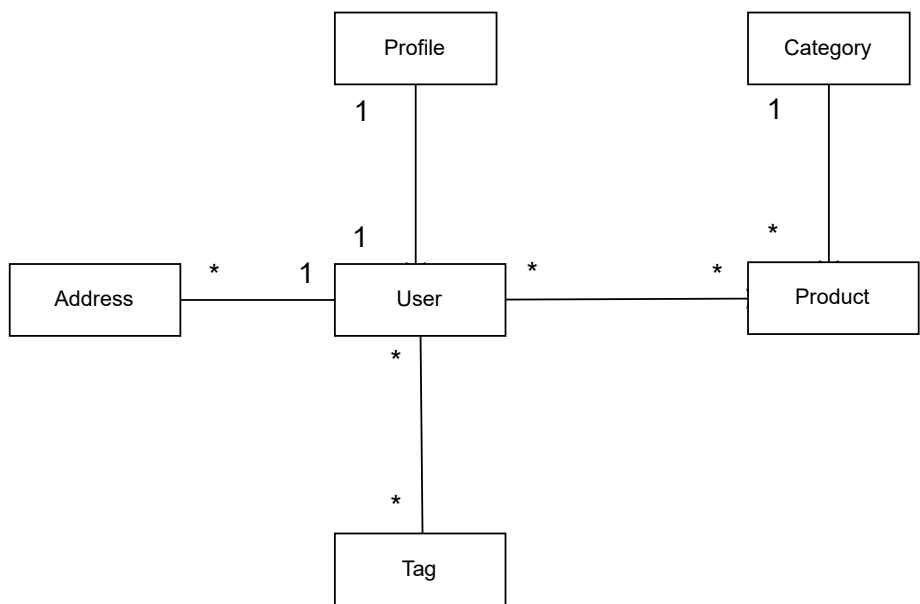 Profile
Category
1
1
1
*
Address
*
1
User
*
*
Product
*
*
Tag